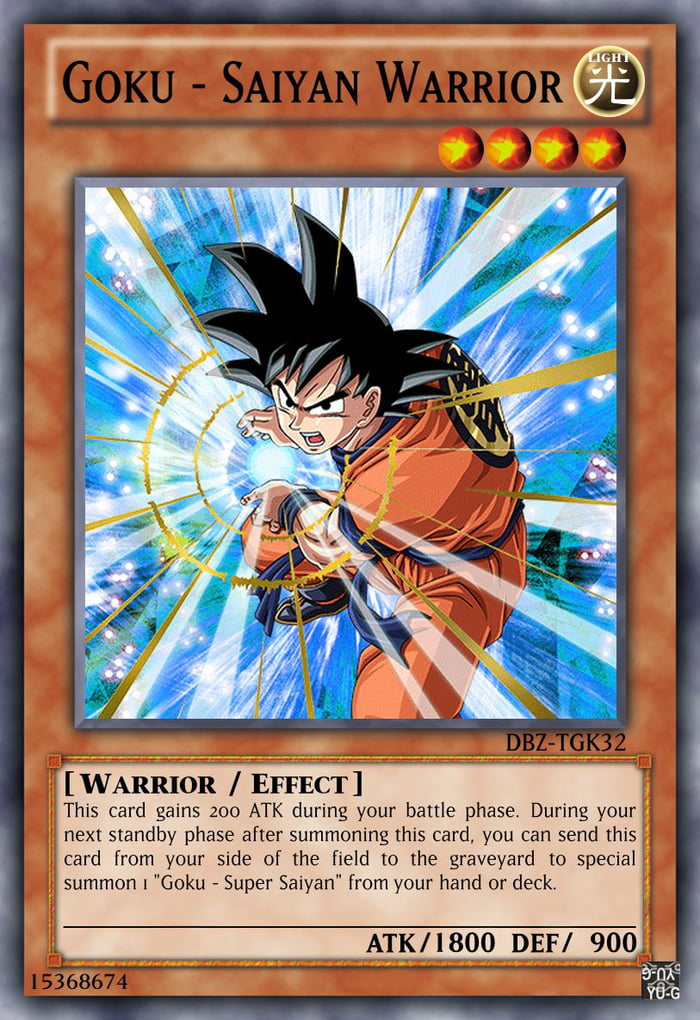 Goku - Saiyan Warrior
LIGHT
光
DBZ-TGK32
[ Warrior / Effect ]
This card gains 200 ATK during your battle phase. During your
next standby phase after summoning this card, you can send this
card from your side of the field to the graveyard to special
summon 1 "Goku - Super Saiyan" from your hand or deck.
ATK/1800 DEF/ 900
15368674
YU-G
YU-G